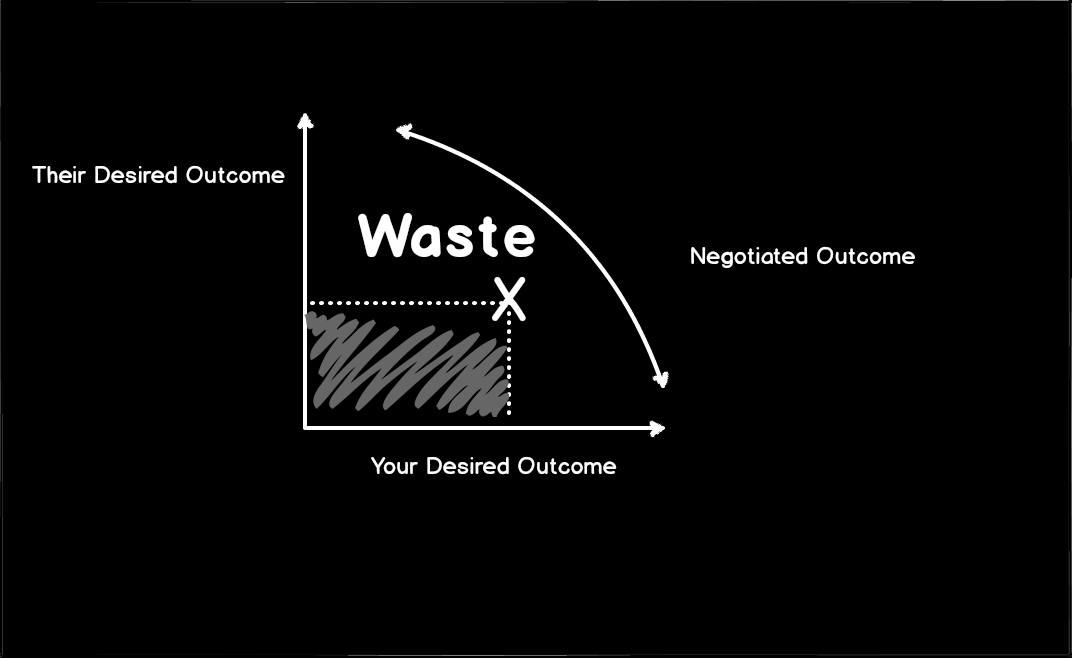 Their Desired Outcome
Waste
Negotiated Outcome
X
Your Desired Outcome